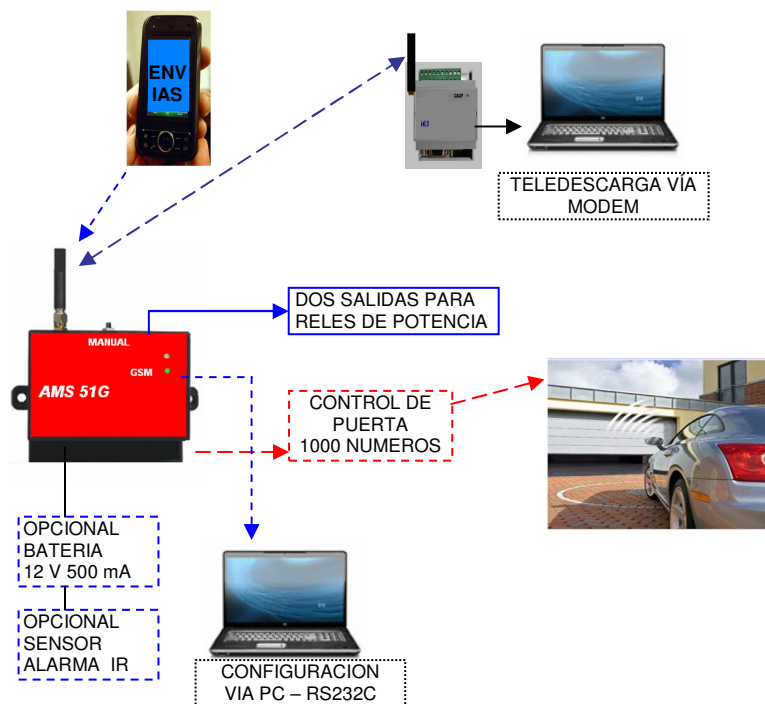 ENV
IAS
i63
TELEDESCARGA VÍA
MODEM
DOS SALIDAS PARA
RELES DE POTENCIA
MANUAL
GSM
AMS 51G
CONTROL DE
PUERTA
1000 NUMEROS
OPCIONAL
BATERIA
12 V 500 mA
OPCIONAL
SENSOR
ALARMA IR
CONFIGURACION
VIA PC – RS232C